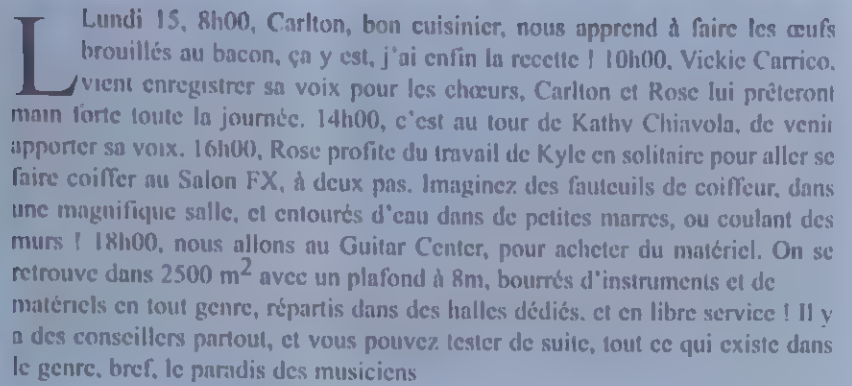 Lundi 15, 8h00, Carlton, bon cuisinier, nous apprend à faire les œufs
brouillés au bacon, ça y est, j'ai enfin la recette ! 10h00, Vickie Carrico,
vient enregistrer sa voix pour les chœurs, Carlton et Rose lui prêteront
main forte toute la journée. 14h00, c'est au tour de Kathy Chiavola, de venir
apporter sa voix. 16h00, Rose profite du travail de Kyle en solitaire pour aller se
faire coiffer au Salon FX, à deux pas. Imaginez des fauteuils de coiffeur, dans
une magnifique salle, et entourés d'eau dans de petites marres, ou coulant des
murs ! 18h00, nous allons au Guitar Center, pour acheter du matériel. On se
retrouve dans 2500 m² avec un plafond à 8m, bourrés d'instruments et de
matériels en tout genre, répartis dans des halles dédiés, et en libre service ! Il y
a des conseillers partout, et vous pouvez tester de suite, tout ce qui existe dans
le genre, bref, le paradis des musiciens